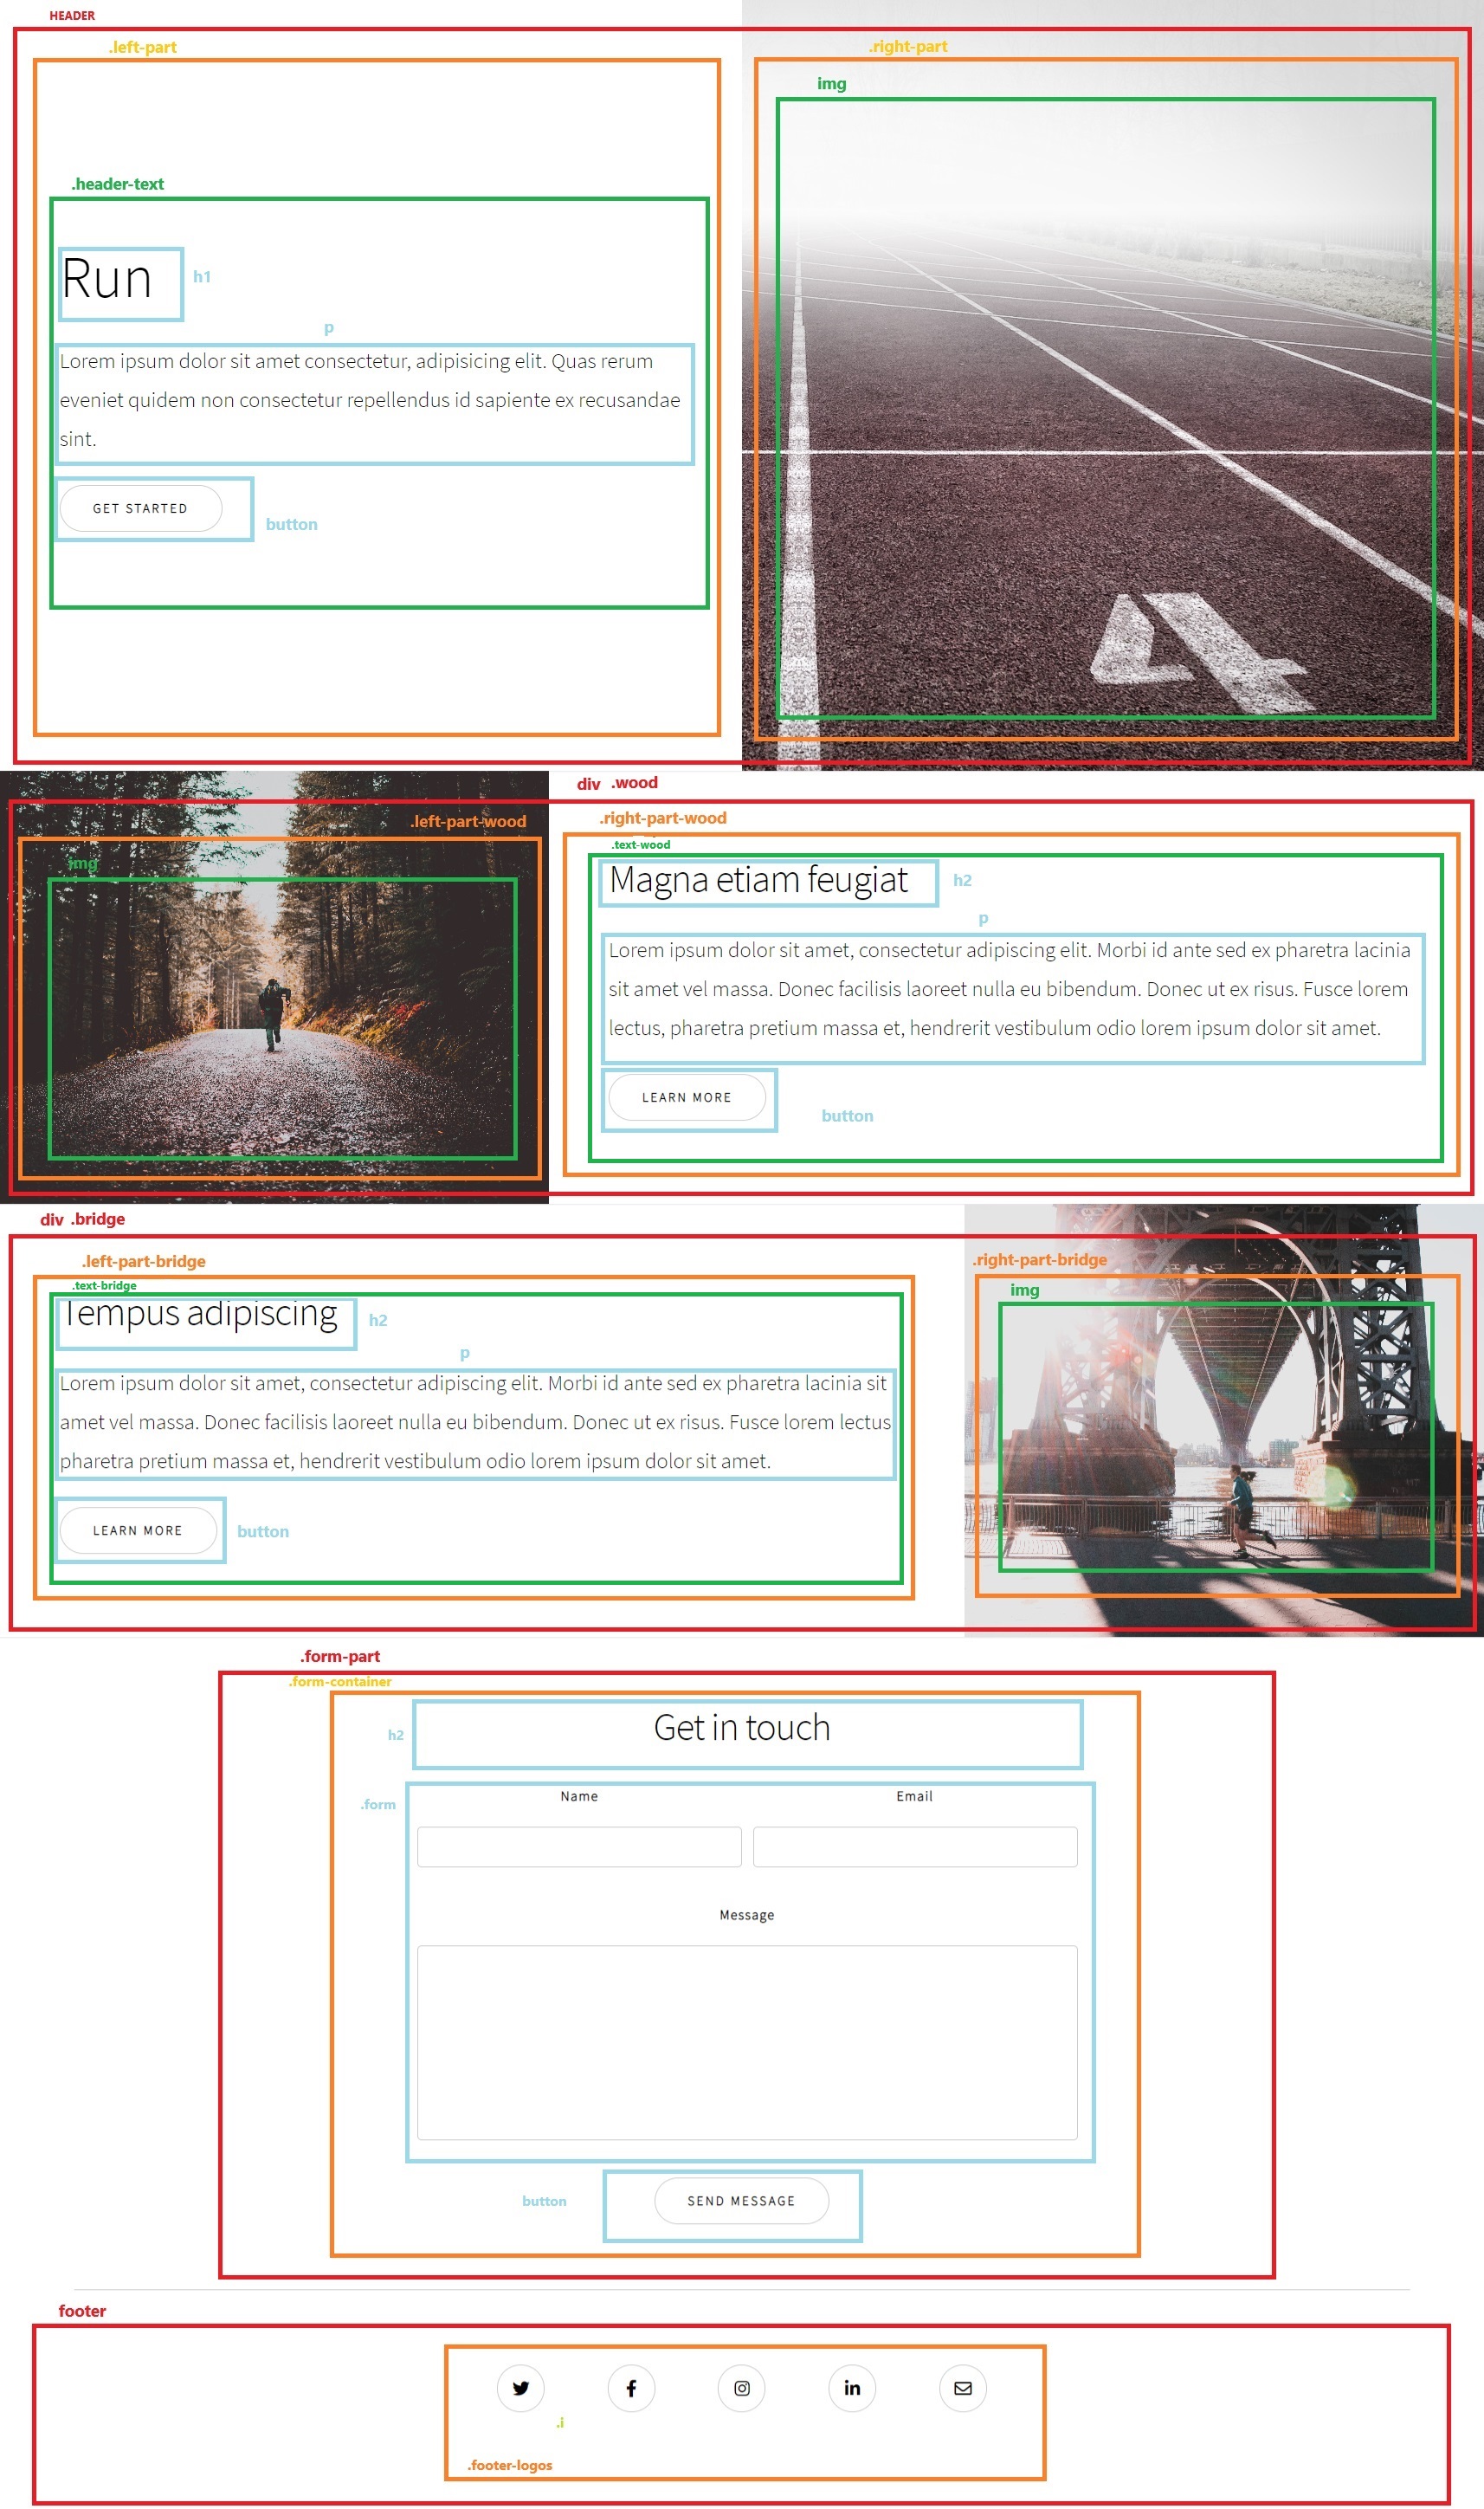 HEADER
.left-part
.right-part
img
.header-text
Run
h1
p
Lorem ipsum dolor sit amet consectetur, adipisicing elit. Quas rerum
eveniet quidem non consectetur repellendus id sapiente ex recusandae
sint.
GET STARTED
button
4
div .wood
.left-part-wood
.right-part-wood
img
.text-wood
Magna etiam feugiat
h2
p
Lorem ipsum dolor sit amet, consectetur adipiscing elit. Morbi id ante sed ex pharetra lacinia
sit amet vel massa. Donec facilisis laoreet nulla eu bibendum. Donec ut ex risus. Fusce lorem
lectus, pharetra pretium massa et, hendrerit vestibulum odio lorem ipsum dolor sit amet.
LEARN MORE
button
div .bridge
.left-part-bridge
.right-part-bridge
.text-bridge
img
Tempus adipiscing
h2
p
Lorem ipsum dolor sit amet, consectetur adipiscing elit. Morbi id ante sed ex pharetra lacinia sit
amet vel massa. Donec facilisis laoreet nulla eu bibendum. Donec ut ex risus. Fusce lorem lectus
pharetra pretium massa et, hendrerit vestibulum odio lorem ipsum dolor sit amet.
LEARN MORE
button
.form-part
.form-container
h2
Get in touch
.form
Name
Email
Message
button
SEND MESSAGE
footer
.i
.footer-logos